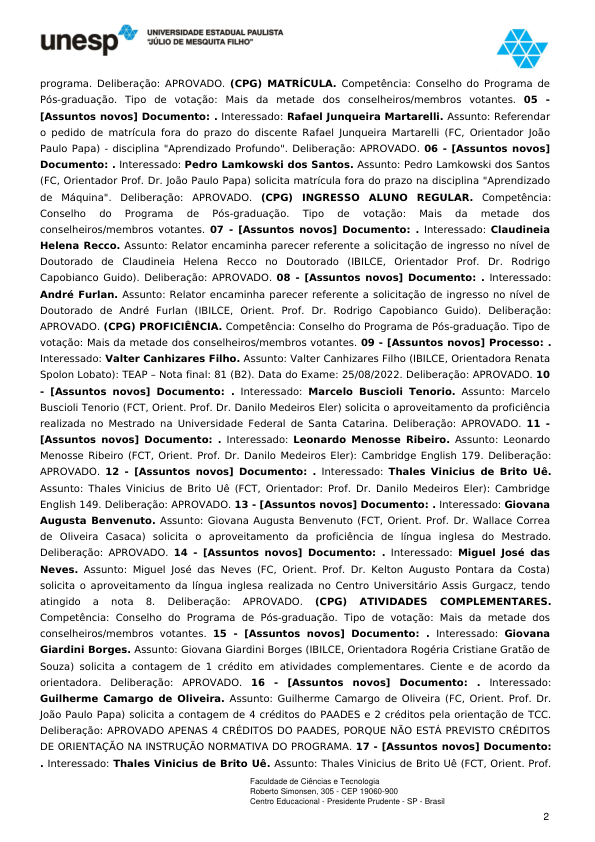 unesp
UNIVERSIDADE ESTADUAL PAULISTA
"JÚLIO DE MESQUITA FILHO"
programa. Deliberação: APROVADO. (CPG) MATRÍCULA. Competência: Conselho do Programa de
Pós-graduação. Tipo de votação: Mais da metade dos conselheiros/membros votantes. 05 -
[Assuntos novos] Documento: . Interessado: Rafael Junqueira Martarelli. Assunto: Referendar
o pedido de matrícula fora do prazo do discente Rafael Junqueira Martarelli (FC, Orientador João
Paulo Papa) - disciplina "Aprendizado Profundo". Deliberação: APROVADO. 06 - [Assuntos novos]
Documento: . Interessado: Pedro Lamkowski dos Santos. Assunto: Pedro Lamkowski dos Santos
(FC, Orientador Prof. Dr. João Paulo Papa) solicita matrícula fora do prazo na disciplina "Aprendizado
de Máquina". Deliberação: APROVADO. (CPG) INGRESSO ALUNO REGULAR. Competência:
Conselho do Programa de Pós-graduação. Tipo de votação: Mais da metade dos
conselheiros/membros votantes. 07 - [Assuntos novos] Documento: . Interessado: Claudineia
Helena Recco. Assunto: Relator encaminha parecer referente a solicitação de ingresso no nível de
Doutorado de Claudineia Helena Recco no Doutorado (IBILCE, Orientador Prof. Dr. Rodrigo
Capobianco Guido). Deliberação: APROVADO. 08 - [Assuntos novos] Documento: . Interessado:
André Furlan. Assunto: Relator encaminha parecer referente a solicitação de ingresso no nível de
Doutorado de André Furlan (IBILCE, Orient. Prof. Dr. Rodrigo Capobianco Guido). Deliberação:
APROVADO. (CPG) PROFICIÊNCIA. Competência: Conselho do Programa de Pós-graduação. Tipo de
votação: Mais da metade dos conselheiros/membros votantes. 09 - [Assuntos novos] Processo: .
Interessado: Valter Canhizares Filho. Assunto: Valter Canhizares Filho (IBILCE, Orientadora Renata
Spolon Lobato): TEAP – Nota final: 81 (B2). Data do Exame: 25/08/2022. Deliberação: APROVADO. 10
- [Assuntos novos] Documento: . Interessado: Marcelo Buscioli Tenorio. Assunto: Marcelo
Buscioli Tenorio (FCT, Orient. Prof. Dr. Danilo Medeiros Eler) solicita o aproveitamento da proficiência
realizada no Mestrado na Universidade Federal de Santa Catarina. Deliberação: APROVADO. 11 -
[Assuntos novos] Documento: . Interessado: Leonardo Menosse Ribeiro. Assunto: Leonardo
Menosse Ribeiro (FCT, Orient. Prof. Dr. Danilo Medeiros Eler): Cambridge English 179. Deliberação:
APROVADO. 12 - [Assuntos novos] Documento: . Interessado: Thales Vinicius de Brito Uê.
Assunto: Thales Vinicius de Brito Uê (FCT, Orientador: Prof. Dr. Danilo Medeiros Eler): Cambridge
English 149. Deliberação: APROVADO. 13 - [Assuntos novos] Documento: . Interessado: Giovana
Augusta Benvenuto. Assunto: Giovana Augusta Benvenuto (FCT, Orient. Prof. Dr. Wallace Correa
de Oliveira Casaca) solicita o aproveitamento da proficiência de língua inglesa do Mestrado.
Deliberação: APROVADO. 14 - [Assuntos novos] Documento: . Interessado: Miguel José das
Neves. Assunto: Miguel José das Neves (FC, Orient. Prof. Dr. Kelton Augusto Pontara da Costa)
solicita o aproveitamento da língua inglesa realizada no Centro Universitário Assis Gurgacz, tendo
atingido a nota 8. Deliberação: APROVADO. (CPG) ATIVIDADES COMPLEMENTARES.
Competência: Conselho do Programa de Pós-graduação. Tipo de votação: Mais da metade dos
conselheiros/membros votantes. 15 - [Assuntos novos] Documento: . Interessado: Giovana
Giardini Borges. Assunto: Giovana Giardini Borges (IBILCE, Orientadora Rogéria Cristiane Gratão de
Souza) solicita a contagem de 1 crédito em atividades complementares. Ciente e de acordo da
orientadora. Deliberação: APROVADO. 16 - [Assuntos novos] Documento: . Interessado:
Guilherme Camargo de Oliveira. Assunto: Guilherme Camargo de Oliveira (FC, Orient. Prof. Dr.
João Paulo Papa) solicita a contagem de 4 créditos do PAADES e 2 créditos pela orientação de TCC.
Deliberação: APROVADO APENAS 4 CRÉDITOS DO PAADES, PORQUE NÃO ESTÁ PREVISTO CRÉDITOS
DE ORIENTAÇÃO NA INSTRUÇÃO NORMATIVA DO PROGRAMA. 17 - [Assuntos novos] Documento:
. Interessado: Thales Vinicius de Brito Uê. Assunto: Thales Vinicius de Brito Uê (FCT, Orient. Prof.
Faculdade de Ciências e Tecnologia
Roberto Simonsen, 305 - CEP 19060-900
Centro Educacional - Presidente Prudente - SP - Brasil
2